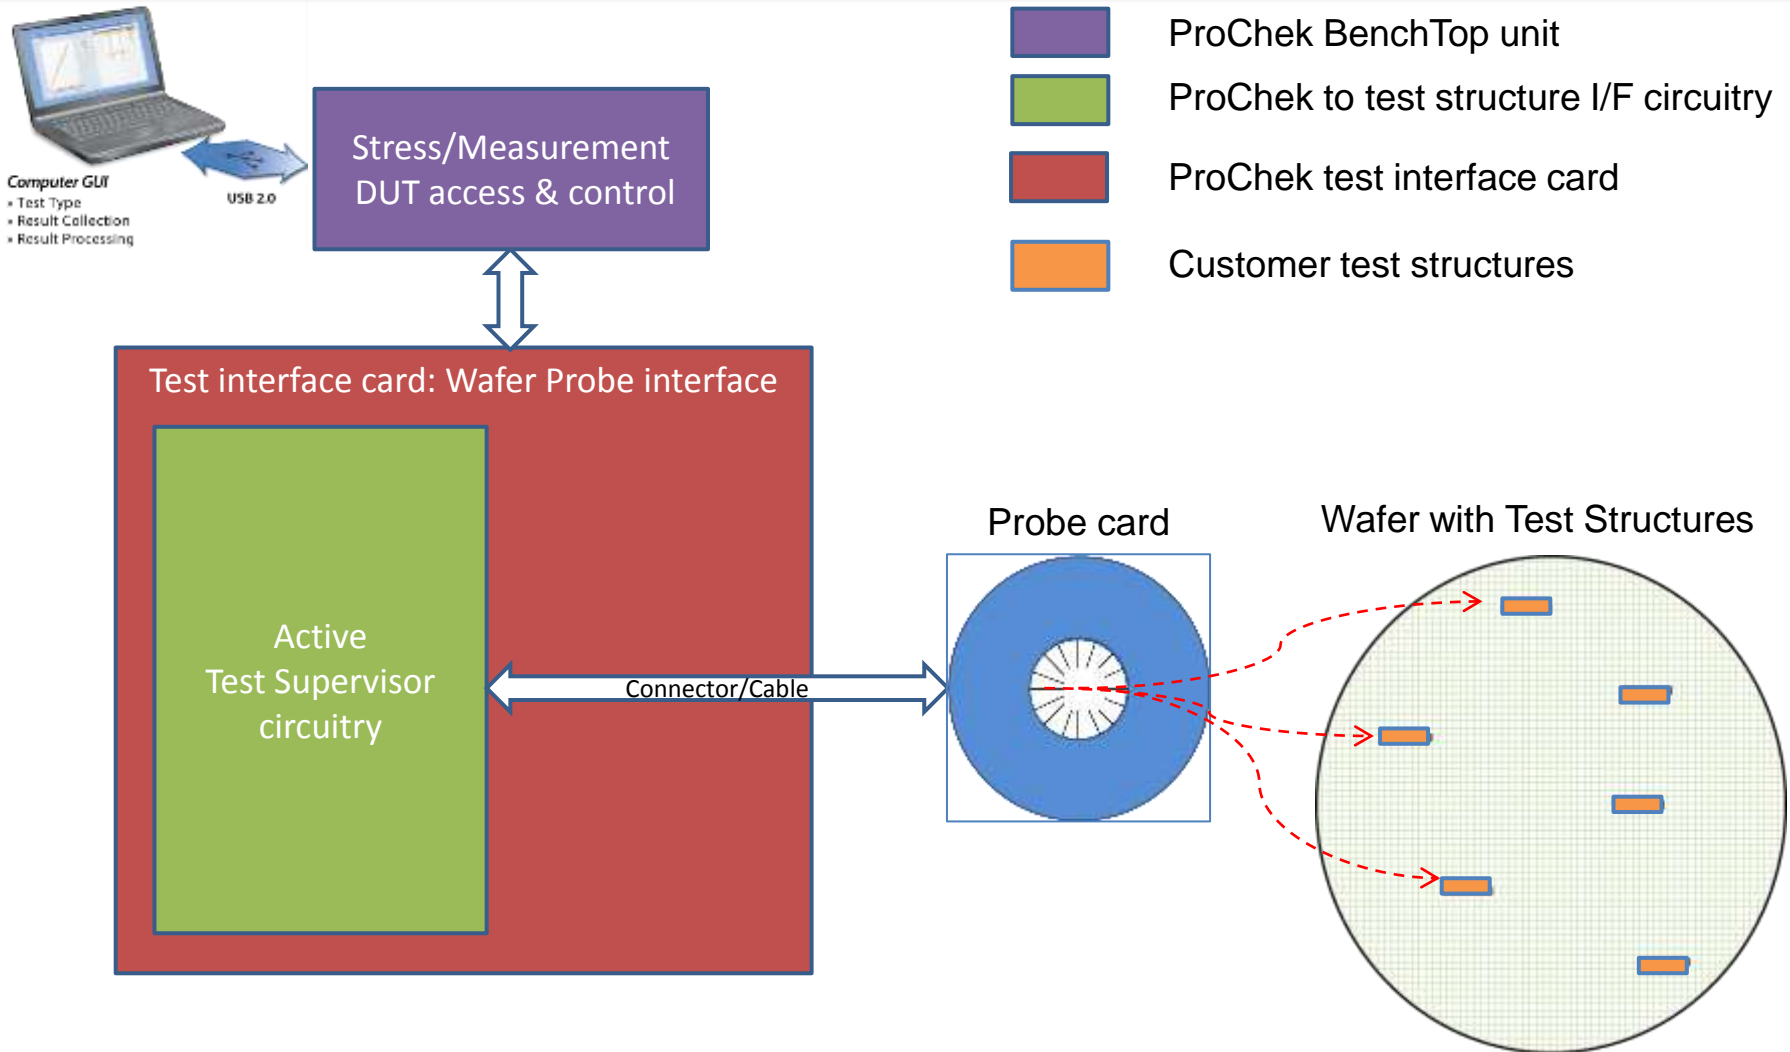 ProChek BenchTop unit
ProChek to test structure I/F circuitry
ProChek test interface card
Customer test structures
Computer GUI
» Test Type
» Result Collection
» Result Processing
USB 2.0
Stress/Measurement
DUT access & control
Test interface card: Wafer Probe interface
Active
Test Supervisor
circuitry
Connector/Cable
Probe card
Wafer with Test Structures